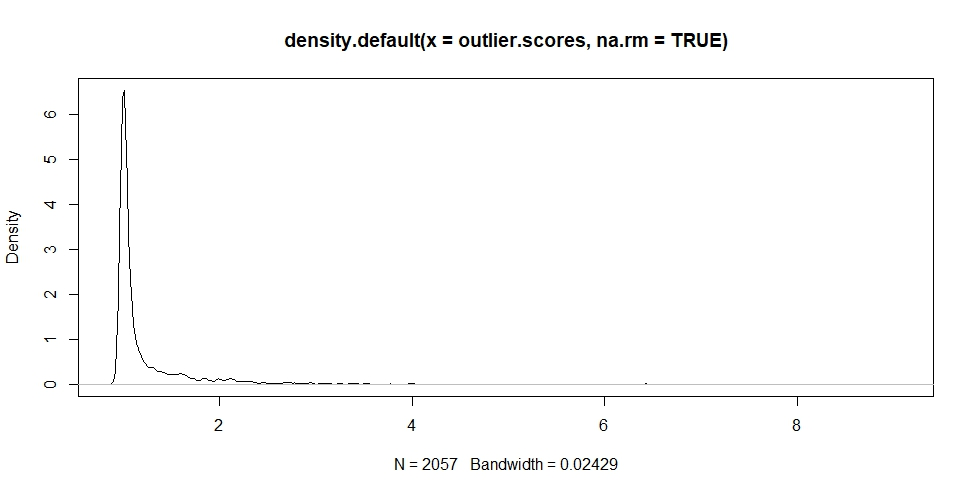 density.default(x = outlier.scores, na.rm = TRUE)
Density
6
5
4
3
2
1
0
2 4 6 8
N = 2057 Bandwidth = 0.02429